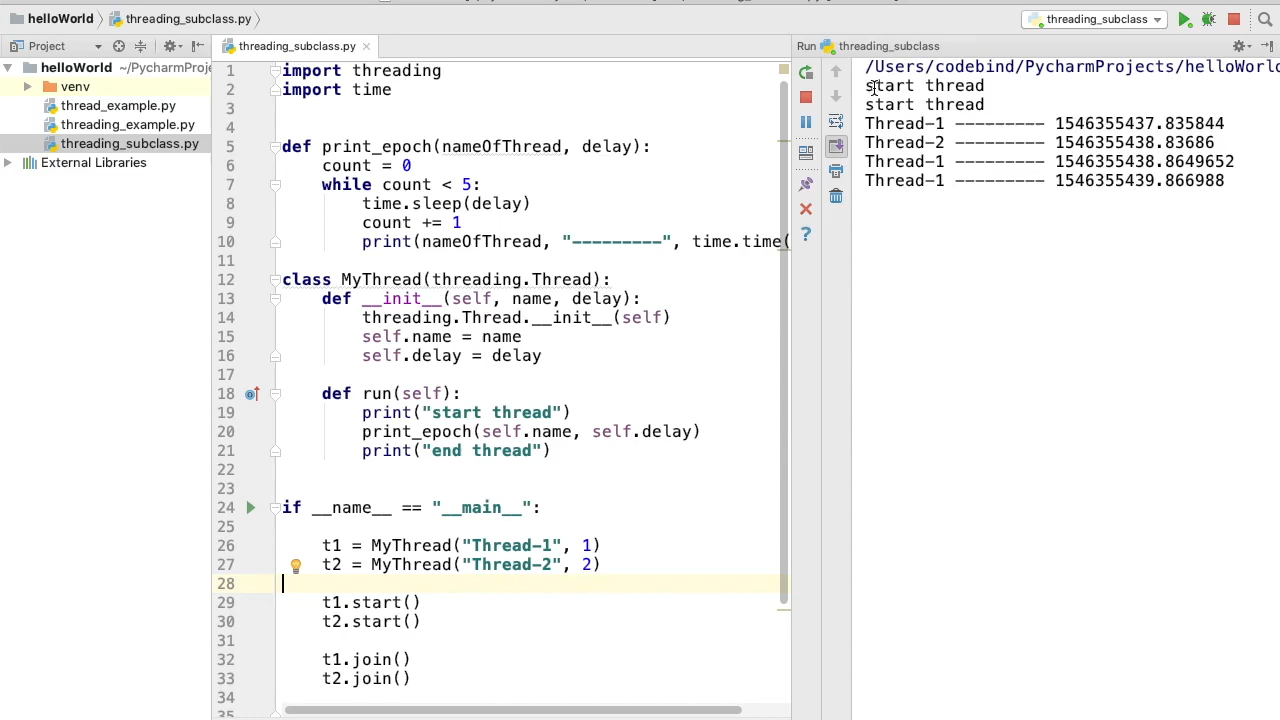 helloWorld
threading_subclass.py
threading_subclass
Project
threading_subclass.py
Run
threading_subclass
helloWorld ~/PycharmProje
venv
thread_example.py
threading_example.py
threading_subclass.py
External Libraries
1 import threading
2 import time
3
4
5 def print_epoch(nameOfThread, delay):
6     count = 0
7     while count < 5:
8         time.sleep(delay)
9         count += 1
10         print(nameOfThread, "---------", time.time(
11
12 class MyThread(threading.Thread):
13     def __init__(self, name, delay):
14         threading.Thread.__init__(self)
15         self.name = name
16         self.delay = delay
17
18     def run(self):
19         print("start thread")
20         print_epoch(self.name, self.delay)
21         print("end thread")
22
23
24 if __name__ == "__main__":
25
26     t1 = MyThread("Thread-1", 1)
27     t2 = MyThread("Thread-2", 2)
28
29     t1.start()
30     t2.start()
31
32     t1.join()
33     t2.join()
34
35
/Users/codebind/PycharmProjects/helloWorld
start thread
start thread
Thread-1 --------- 1546355437.835844
Thread-2 --------- 1546355438.83686
Thread-1 --------- 1546355438.8649652
Thread-1 --------- 1546355439.866988